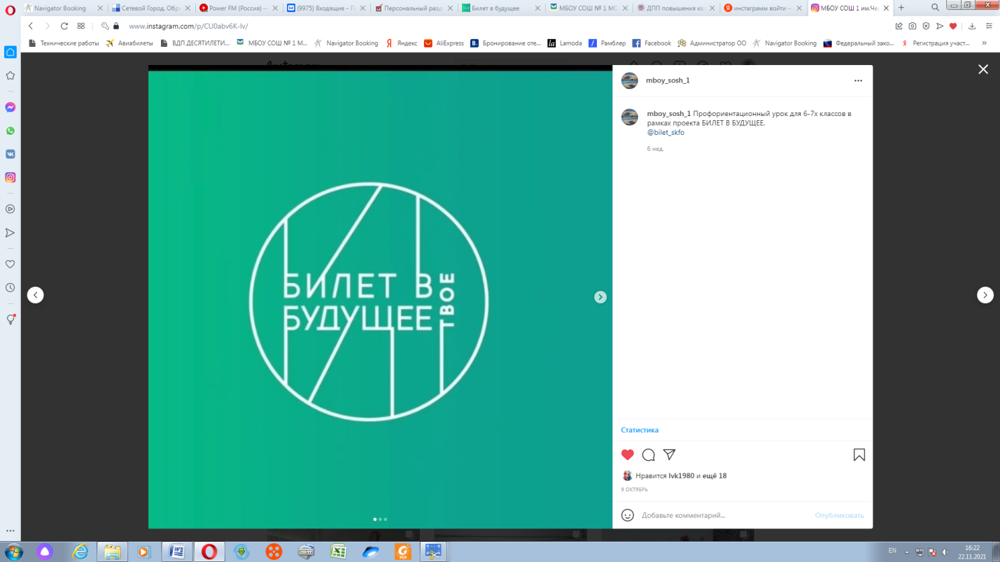 Navigator Booking
Сетевой Город. Обра
Power FM (Россия) —
(9975) Входящие - П
Персональный разд
Билет в будущее
МБОУ СОШ № 1 МО
ДПП повышения кв
инстаграмм войти —
МБОУ СОШ 1 им.Че
www.instagram.com/p/CU0abv6K-Iv/
Технические работы
Авиабилеты
ВДП ДЕСЯТИЛЕТИ...
МБОУ СОШ № 1 М...
Navigator Booking
Яндекс
AliExpress
Бронирование оте...
Lamoda
Рамблер
Facebook
Администратор ОО
Navigator Booking
Федеральный зако...
Регистрация участ...
БИЛЕТ В
БУДУЩЕЕ
ТВОЕ
mboy_sosh_1
mboy_sosh_1 Профориентационный урок для 6-7х классов в
рамках проекта БИЛЕТ В БУДУЩЕЕ.
@bilet_skfo
6 нед.
Статистика
Нравится lvk1980 и ещё 18
9 ОКТЯБРЬ
Добавьте комментарий...
Опубликовать
EN
16:22
22.11.2021